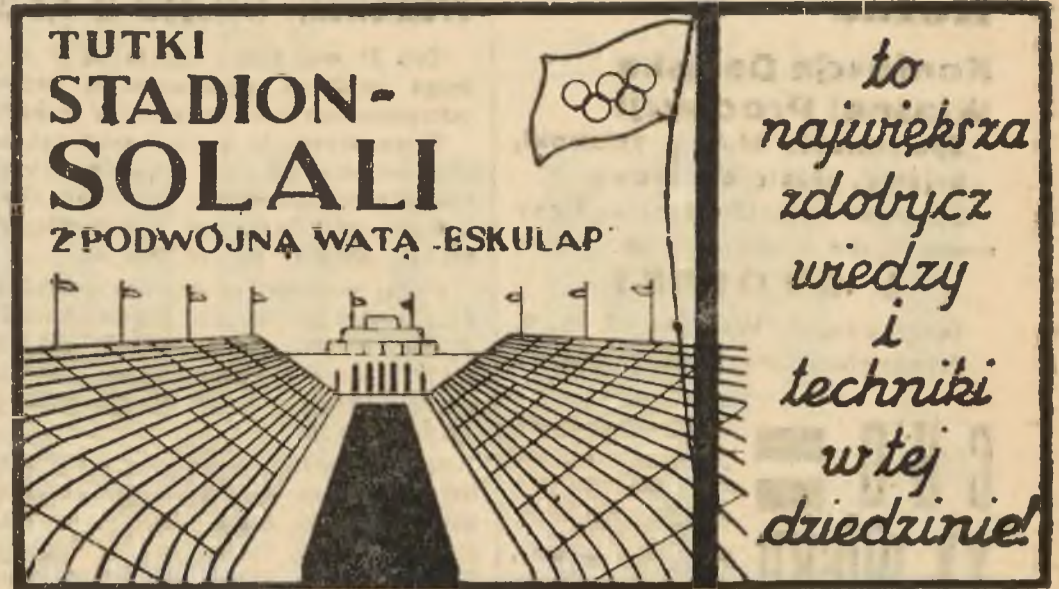 TUTKI
STADION-
SOLALI
Z PODWÓJNĄ WATĄ „ESKULAP"
to
największa
zdobycz
wiedzy
i
techniki
w tej
dziedzinie!